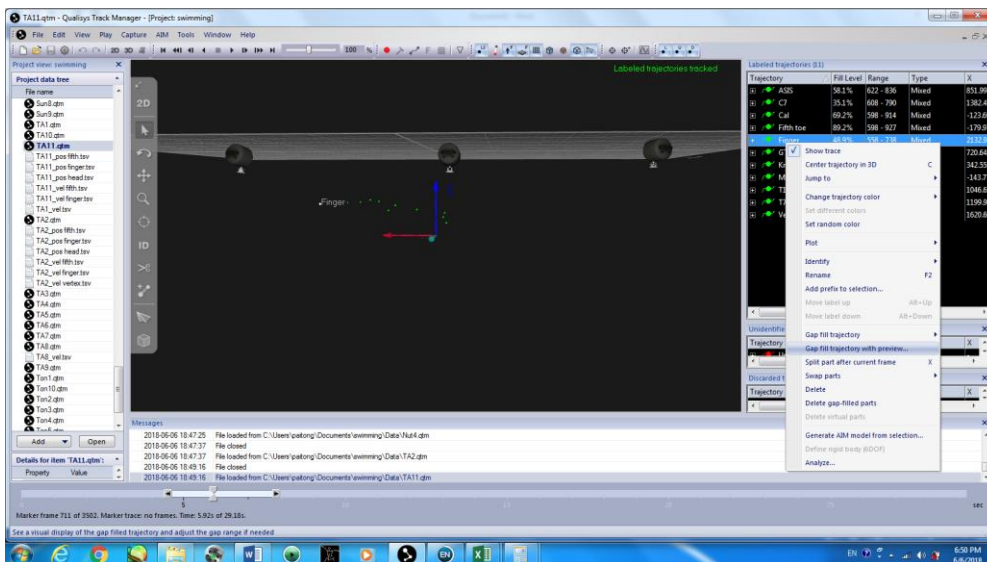 TA11.qtm - Qualisys Track Manager - [Project: swimming]
File Edit View Play Capture AIM Tools Window Help
2D 3D 100 %
Project view: swimming
Project data tree
File name
Sun8.qtm
Sun9.qtm
TA1.qtm
TA10.qtm
TA11.qtm
TA11_pos fifth.tsv
TA11_pos finger.tsv
TA11_pos head.tsv
TA11_vel fifth.tsv
TA11_vel finger.tsv
TA1_vel.tsv
TA2.qtm
TA2_pos fifth.tsv
TA2_pos finger.tsv
TA2_pos head.tsv
TA2_vel fifth.tsv
TA2_vel finger.tsv
TA2_vel vertex.tsv
TA3.qtm
TA4.qtm
TA5.qtm
TA6.qtm
TA7.qtm
TA8.qtm
TA8_vel.tsv
TA9.qtm
Ton1.qtm
Ton10.qtm
Ton2.qtm
Ton3.qtm
Ton4.qtm
Add Open
Details for item 'TA11.qtm':
Property Value
Labeled trajectories tracked
2D
ID
Finger
Labeled trajectories (11)
Trajectory Fill Level Range Type X
ASIS 58.1% 622 - 836 Mixed 851.99
C7 35.1% 608 - 790 Mixed 1382.4
Cal 69.2% 598 - 914 Mixed -123.6
Fifth toe 89.2% 598 - 927 Mixed -179.9
Finger 48.9% 558 - 738 Mixed 2132.8
720.64
342.55
-143.7
1046.6
1199.9
1620.6
Show trace
Center trajectory in 3D C
Jump to
Change trajectory color
Set different colors
Set random color
Plot
Identify
Rename F2
Add prefix to selection...
Move label up Alt+Up
Move label down Alt+Down
Gap fill trajectory
Gap fill trajectory with preview...
Split part after current frame X
Swap parts
Delete
Delete gap-filled parts
Delete virtual parts
Generate AIM model from selection...
Define rigid body (6DOF)
Analyze...
Unidentifie
Trajectory X
Discarded t
Trajectory X
Messages
2018-06-06 18:47:25 File loaded from C:\Users\paitong\Documents\swimming\Data\Nut4.qtm
2018-06-06 18:47:37 File closed
2018-06-06 18:47:37 File loaded from C:\Users\paitong\Documents\swimming\Data\TA2.qtm
2018-06-06 18:49:16 File closed
2018-06-06 18:49:16 File loaded from C:\Users\paitong\Documents\swimming\Data\TA11.qtm
5
sec
Marker frame 711 of 3502. Marker trace: no frames. Time: 5.92s of 29.18s.
See a visual display of the gap filled trajectory and adjust the gap range if needed
EN
EN
6:50 PM
6/6/2018